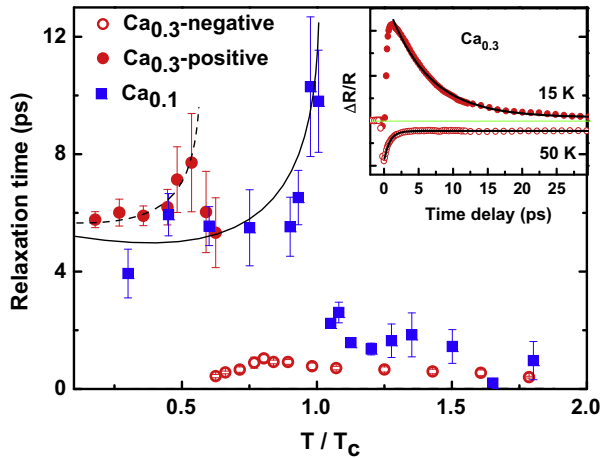 Relaxation time (ps)
12
8
4
0
0.5
1.0
1.5
2.0
T / Tc
Ca0.3-negative
Ca0.3-positive
Ca0.1
ΔR/R
Ca0.3
15 K
50 K
0
5
10
15
20
25
Time delay (ps)